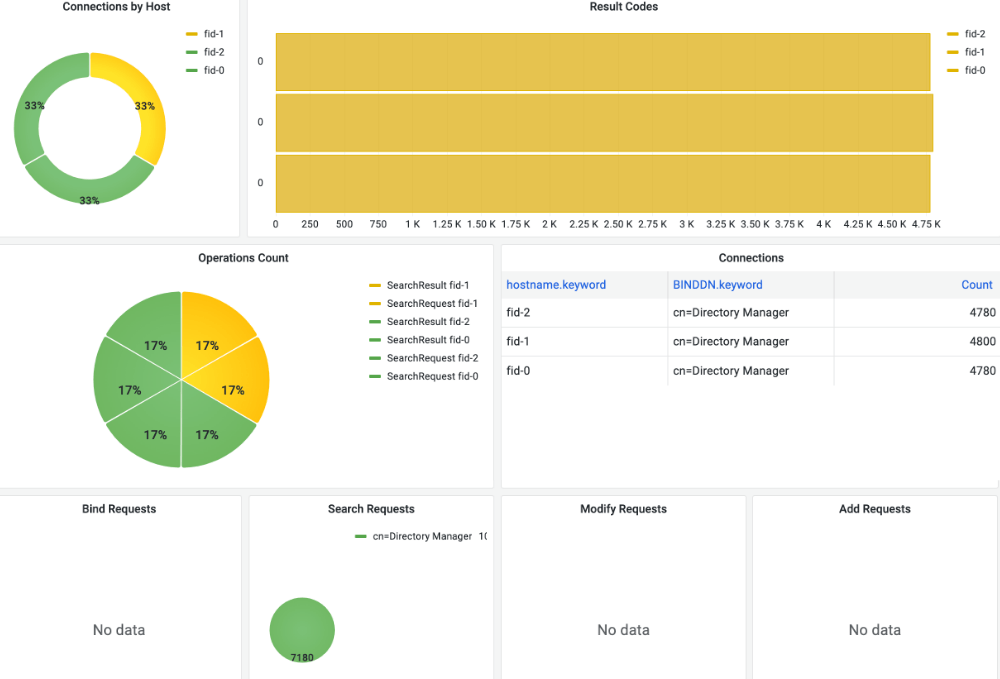 Connections by Host
fid-1
fid-2
fid-0
33%
33%
33%
Result Codes
fid-2
fid-1
fid-0
0
0
0
0 250 500 750 1 K 1.25 K 1.50 K 1.75 K 2 K 2.25 K 2.50 K 2.75 K 3 K 3.25 K 3.50 K 3.75 K 4 K 4.25 K 4.50 K 4.75 K
Operations Count
SearchResult fid-1
SearchRequest fid-1
SearchResult fid-2
SearchResult fid-0
SearchRequest fid-2
SearchRequest fid-0
17% 17%
17% 17%
17% 17%
Connections
hostname.keyword BINDDN.keyword Count
fid-2 cn=Directory Manager 4780
fid-1 cn=Directory Manager 4800
fid-0 cn=Directory Manager 4780
Bind Requests
No data
Search Requests
cn=Directory Manager
7180
Modify Requests
No data
Add Requests
No data